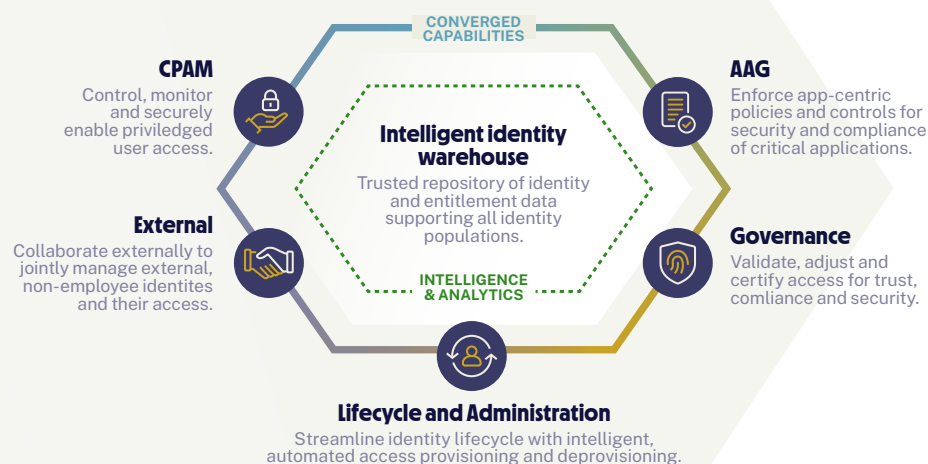 CONVERGED
CAPABILITIES
CPAM
Control, monitor
and securely
enable priviledged
user access.
AAG
Enforce app-centric
policies and controls for
security and compliance
of critical applications.
Intelligent identity
warehouse
Trusted repository of identity
and entitlement data
supporting all identity
populations.
External
Collaborate externally to
jointly manage external,
non-employee identites
and their access.
Governance
Validate, adjust and
certify access for trust,
comliance and security.
INTELLIGENCE
& ANALYTICS
Lifecycle and Administration
Streamline identity lifecycle with intelligent,
automated access provisioning and deprovisioning.